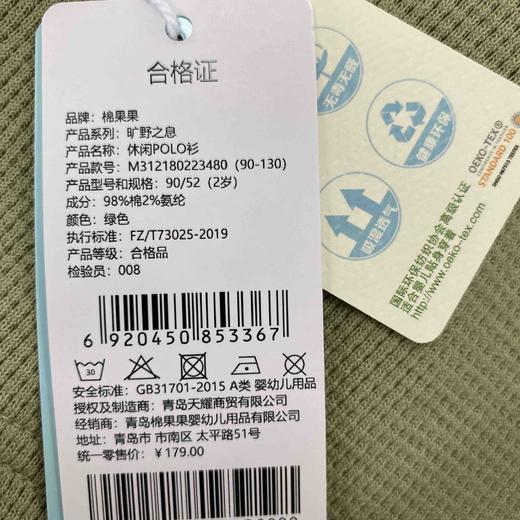 合格证
品牌：棉果果
产品系列：旷野之息
产品名称：休闲POLO衫
产品款号：M312180223480（90-130）
产品型号和规格：90/52（2岁）
成分：98%棉2%氨纶
颜色：绿色
执行标准：FZ/T73025-2019
产品等级：合格品
检验员：008
6 920450 853367
30
安全标准：GB31701-2015 A类 婴幼儿用品
授权及制造商：青岛天耀商贸有限公司
经销商：青岛棉果果婴幼儿用品有限公司
地址：青岛市 市南区 太平路51号
统一零售价：￥179.00
无毒无害
健康环保
吸湿透气
OEKO-TEX®
STANDARD 100
国际环保纺织协会高级认证
适合婴儿贴身穿着
www.oeko-tex.com